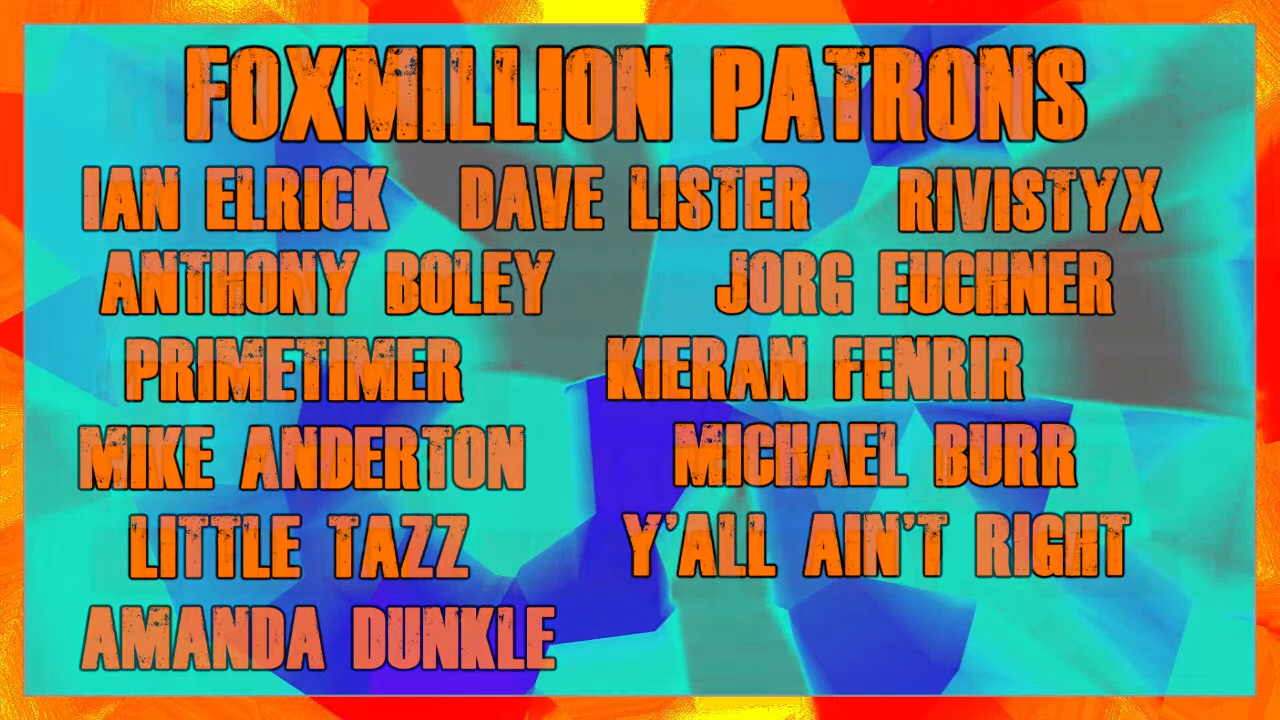 FOXMILLION PATRONS
IAN ELRICK DAVE LISTER RIVISTYX
ANTHONY BOLEY JORG EUCHNER
PRIMETIMER KIERAN FENRIR
MIKE ANDERTON MICHAEL BURR
LITTLE TAZZ Y'ALL AIN'T RIGHT
AMANDA DUNKLE